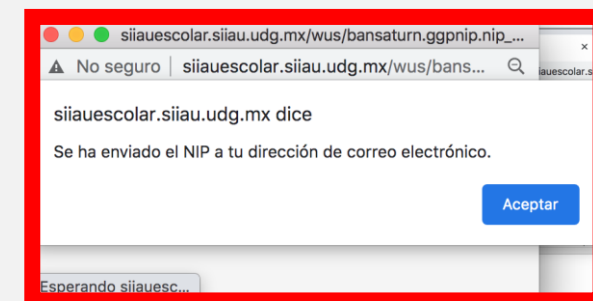 siiauescolar.siiau.udg.mx/wus/bansaturn.ggpnip.nip_...
No seguro | siiauescolar.siiau.udg.mx/wus/bans...
iauescolar.s
siiauescolar.siiau.udg.mx dice
Se ha enviado el NIP a tu dirección de correo electrónico.
Aceptar
Esperando siiauesc...